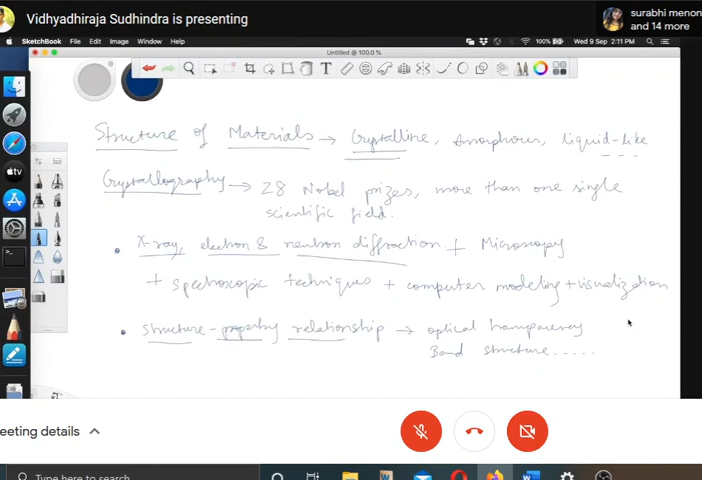 Vidhyadhiraja Sudhindra is presenting
surabhi menon
and 14 more
SketchBook File Edit Image Window Help
100% Wed 9 Sep 2:11 PM
Untitled @ 100.0 %
Structure of Materials → Crystalline, Amorphous, liquid-like
Crystallography → 28 Nobel prizes, more than one single
scientific field.
• X-ray, electron & neutron diffraction + Microscopy
+ spectroscopic techniques + computer modeling + visualization
• structure-property relationship → optical transparency
Band structure.....
eeting details
Type here to search